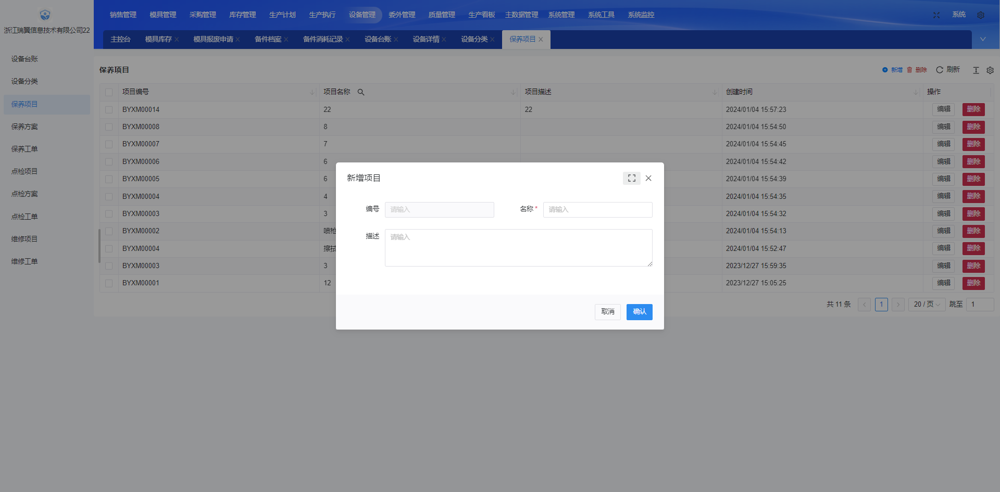 浙江瑞翼信息技术有限公司22
销售管理 模具管理 采购管理 库存管理 生产计划 生产执行 设备管理 委外管理 质量管理 生产看板 主数据管理 系统管理 系统工具 系统监控 系统
主控台 模具库存 模具报废申请 备件档案 备件消耗记录 设备台账 设备详情 设备分类 保养项目
设备台账
设备分类
保养项目
保养方案
保养工单
点检项目
点检方案
点检工单
维修项目
维修工单
保养项目 新增 删除 刷新
项目编号 项目名称 项目描述 创建时间 操作
BYXM00014 22 22 2024/01/04 15:57:23 编辑 删除
BYXM00008 8 2024/01/04 15:54:50 编辑 删除
BYXM00007 7 2024/01/04 15:54:45 编辑 删除
BYXM00006 6 2024/01/04 15:54:42 编辑 删除
BYXM00005 6 2024/01/04 15:54:39 编辑 删除
BYXM00004 4 2024/01/04 15:54:35 编辑 删除
BYXM00003 3 2024/01/04 15:54:32 编辑 删除
BYXM00002 喷枪 2024/01/04 15:54:13 编辑 删除
BYXM00004 擦拭 2024/01/04 15:52:47 编辑 删除
BYXM00003 3 2023/12/27 15:59:35 编辑 删除
BYXM00001 12 2023/12/27 15:05:25 编辑 删除
共 11 条 1 20 / 页 跳至 1
新增项目
编号 请输入 名称* 请输入
描述 请输入
取消 确认